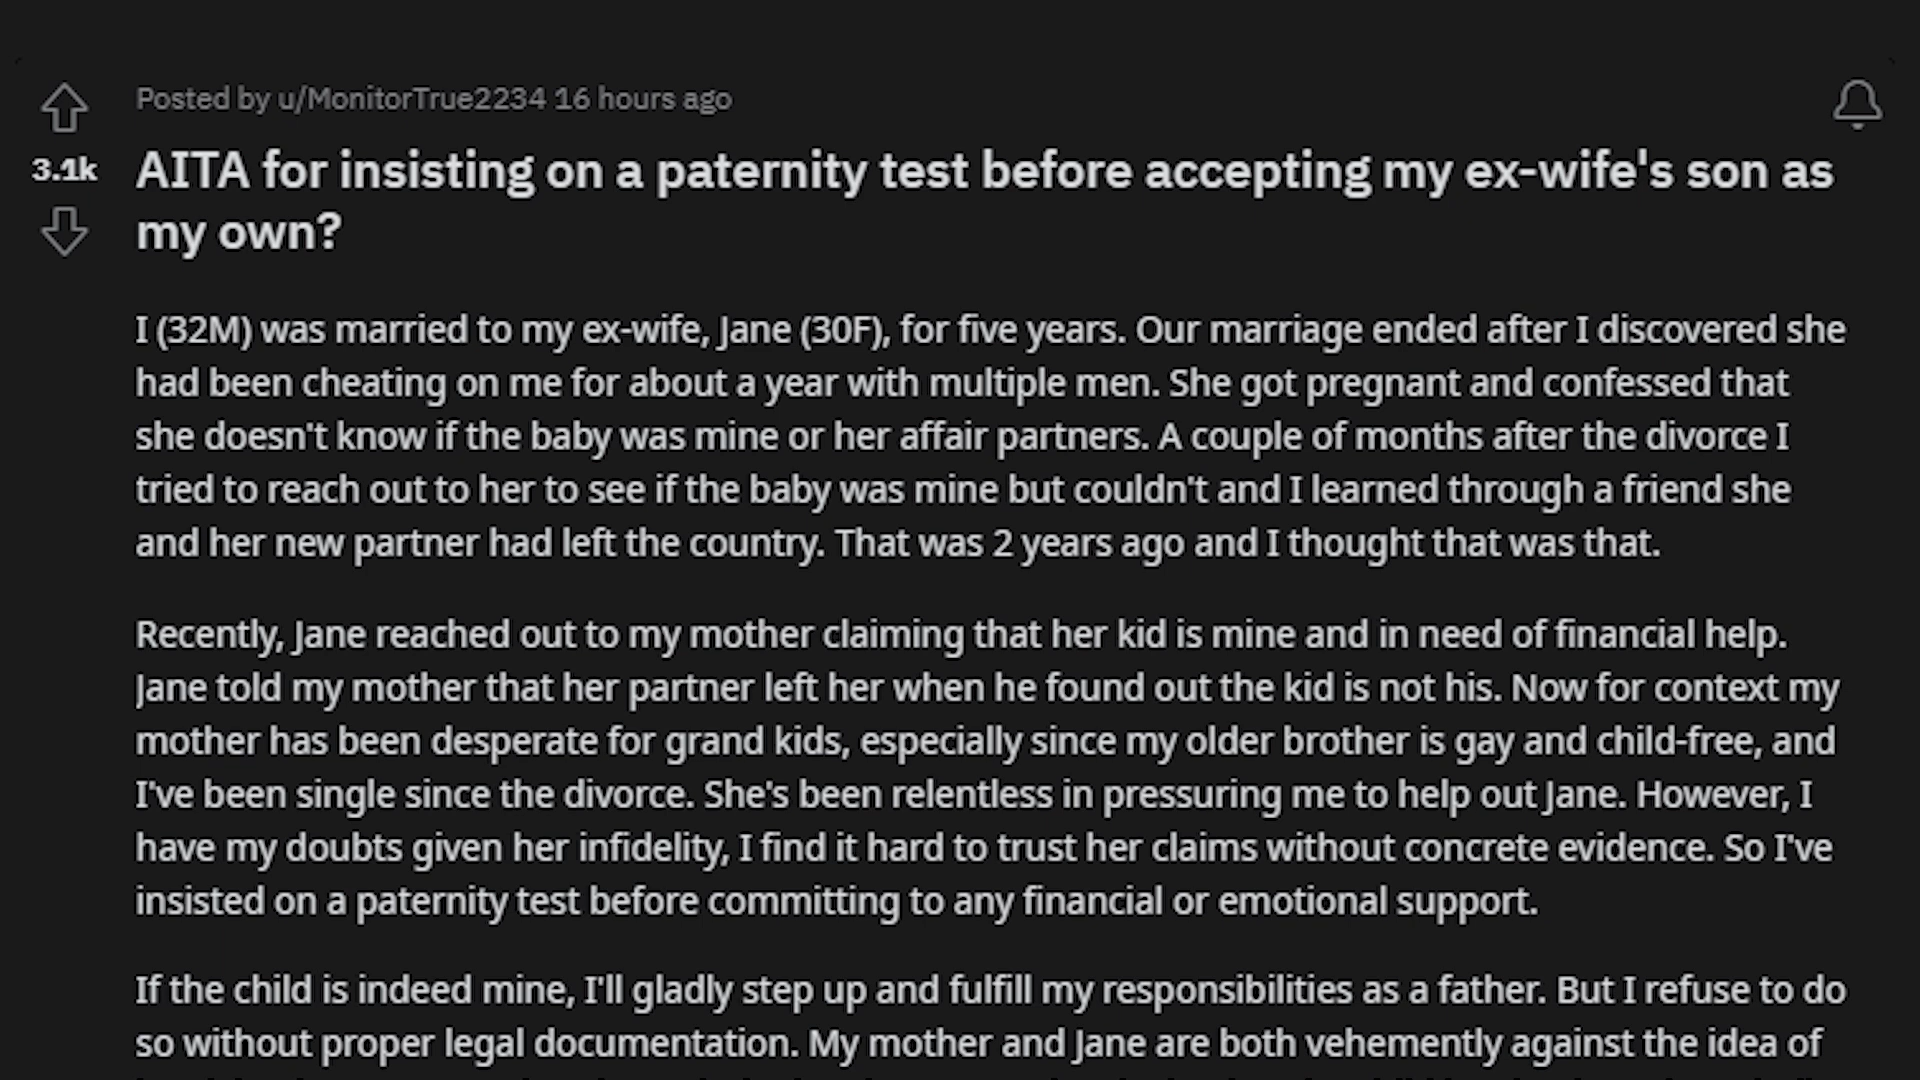 Posted by u/MonitorTrue2234 16 hours ago
3.1k
AITA for insisting on a paternity test before accepting my ex-wife's son as
my own?
I (32M) was married to my ex-wife, Jane (30F), for five years. Our marriage ended after I discovered she
had been cheating on me for about a year with multiple men. She got pregnant and confessed that
she doesn't know if the baby was mine or her affair partners. A couple of months after the divorce I
tried to reach out to her to see if the baby was mine but couldn't and I learned through a friend she
and her new partner had left the country. That was 2 years ago and I thought that was that.
Recently, Jane reached out to my mother claiming that her kid is mine and in need of financial help.
Jane told my mother that her partner left her when he found out the kid is not his. Now for context my
mother has been desperate for grand kids, especially since my older brother is gay and child-free, and
I've been single since the divorce. She's been relentless in pressuring me to help out Jane. However, I
have my doubts given her infidelity, I find it hard to trust her claims without concrete evidence. So I've
insisted on a paternity test before committing to any financial or emotional support.
If the child is indeed mine, I'll gladly step up and fulfill my responsibilities as a father. But I refuse to do
so without proper legal documentation. My mother and Jane are both vehemently against the idea of